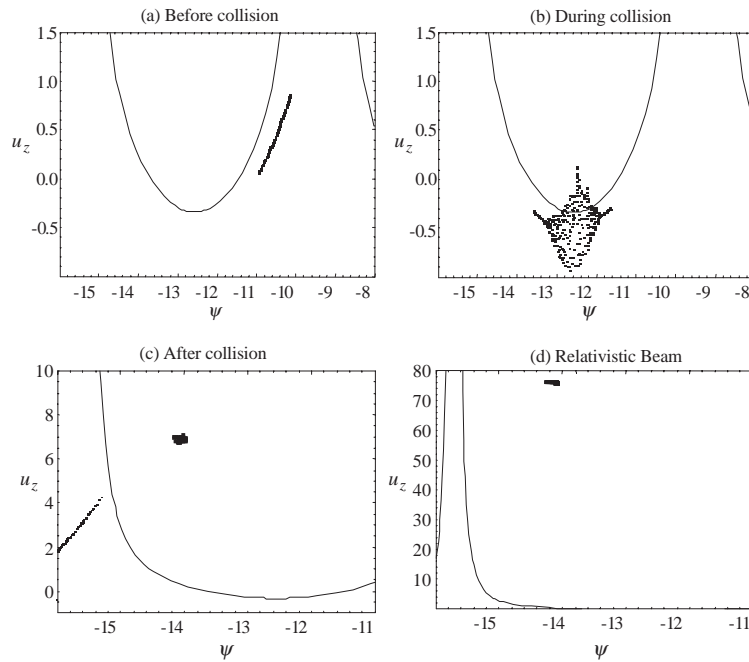 (a) Before collision
(b) During collision
1.5
1.0
0.5
0.0
-0.5
u_z
-15 -14 -13 -12 -11 -10 -9 -8
ψ
1.5
1.0
0.5
0.0
-0.5
u_z
-15 -14 -13 -12 -11 -10 -9 -8
ψ
(c) After collision
(d) Relativistic Beam
10
8
6
4
2
0
u_z
-15 -14 -13 -12 -11
ψ
80
70
60
50
40
30
20
10
u_z
-15 -14 -13 -12 -11
ψ